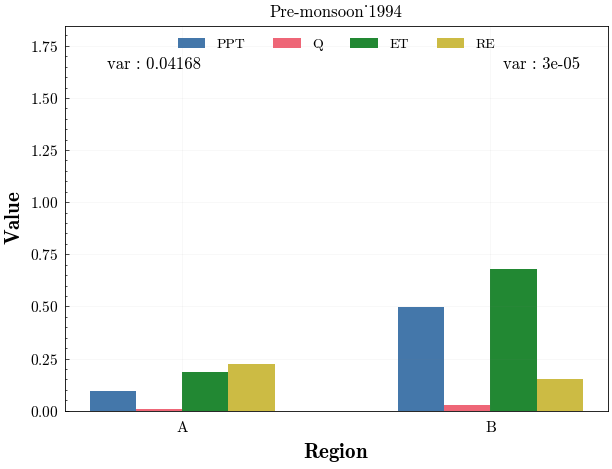 Pre-monsoon ̇1994
PPT Q ET RE
var : 0.04168 var : 3e-05
1.75
1.50
1.25
1.00
0.75
0.50
0.25
0.00
Value
A B
Region